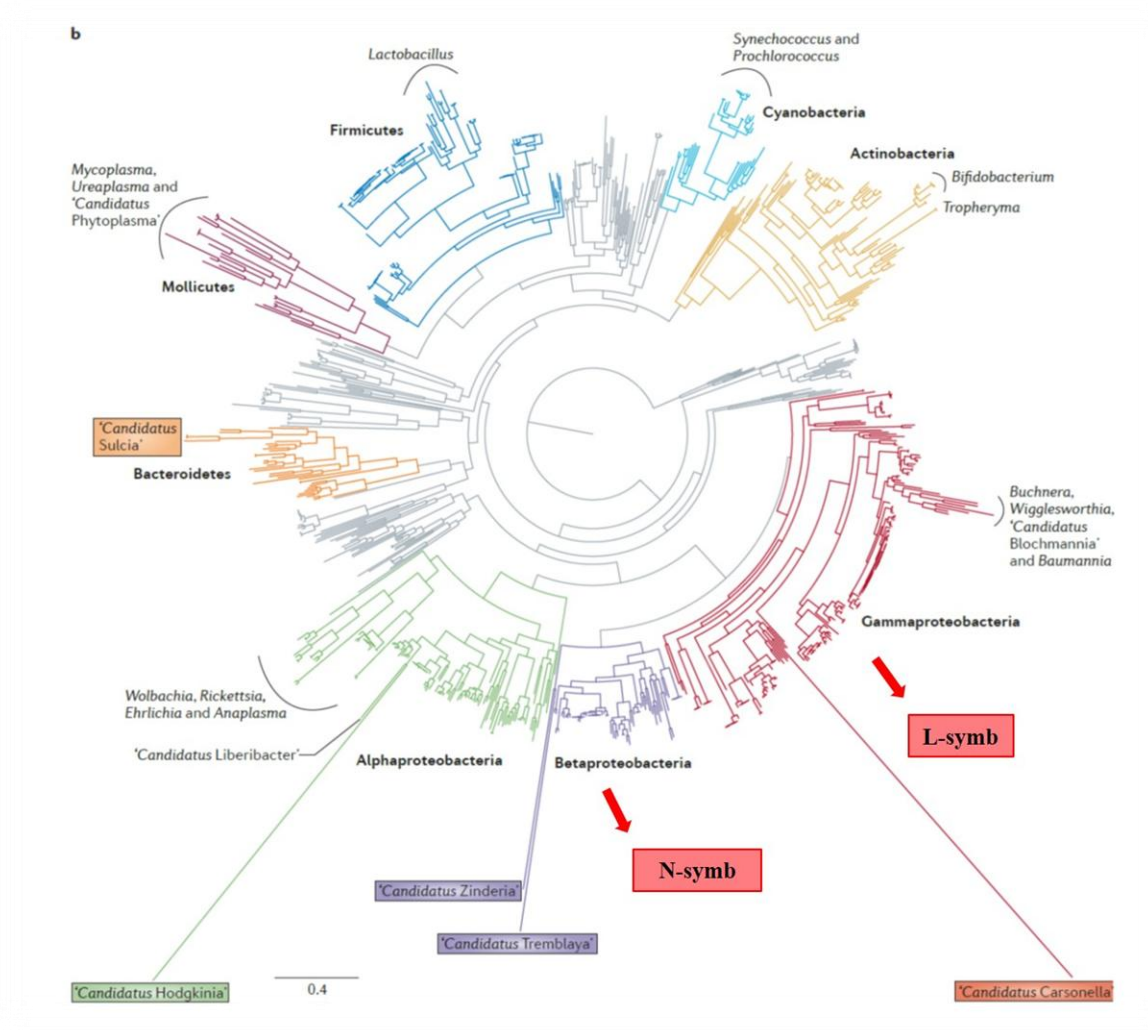 b
Lactobacillus
Synechococcus and
Prochlorococcus
Firmicutes
Cyanobacteria
Actinobacteria
Bifidobacterium
Tropheryma
Mycoplasma,
Ureaplasma and
'Candidatus
Phytoplasma'
Mollicutes
'Candidatus
Sulcia'
Bacteroidetes
Buchnera,
Wigglesworthia,
'Candidatus
Blochmannia'
and Baumannia
Gammaproteobacteria
L-symb
Wolbachia, Rickettsia,
Ehrlichia and Anaplasma
'Candidatus Liberibacter'
Alphaproteobacteria
Betaproteobacteria
N-symb
'Candidatus Zinderia'
'Candidatus Tremblaya'
'Candidatus Hodgkinia'
0.4
'Candidatus Carsonella'